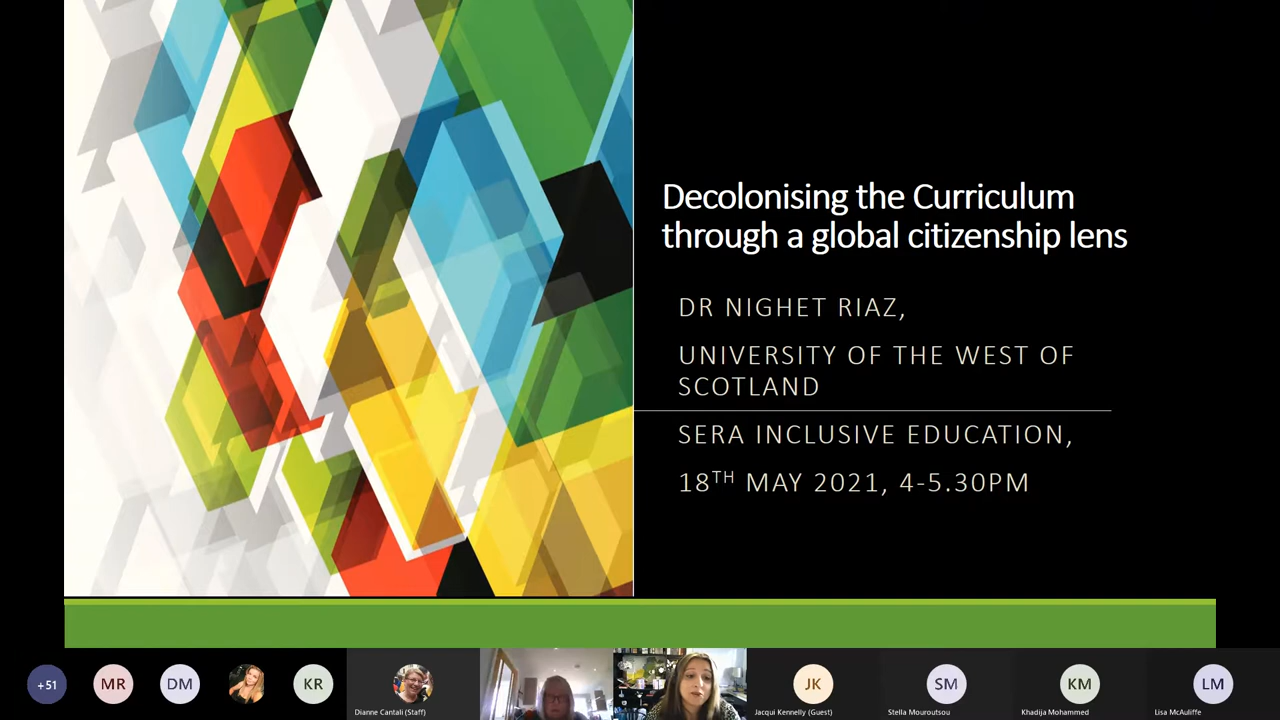 Decolonising the Curriculum
through a global citizenship lens
DR NIGHET RIAZ,
UNIVERSITY OF THE WEST OF
SCOTLAND
SERA INCLUSIVE EDUCATION,
18TH MAY 2021, 4-5.30PM
+51
MR
DM
KR
Dianne Cantali (Staff)
JK
Jacqui Kennelly (Guest)
SM
Stella Mouroutsou
KM
Khadija Mohammed
LM
Lisa McAuliffe